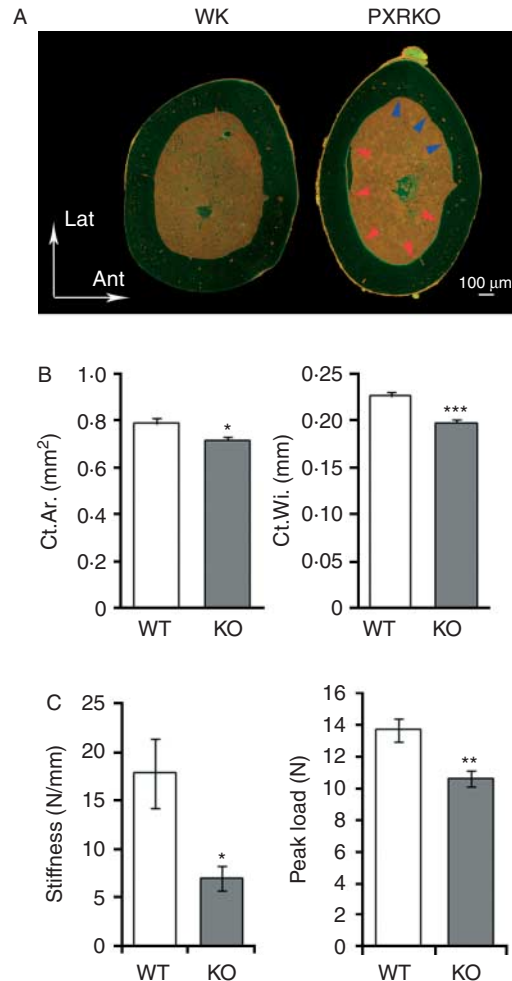 A
WK PXRKO
Lat
Ant
100 µm
B
1·0
0·8
0·6
0·4
0·2
0
Ct.Ar. (mm²)
*
WT KO
0·25
0·20
0·15
0·10
0·05
0
Ct.Wi. (mm)
***
WT KO
C
25
20
15
10
5
0
Stiffness (N/mm)
*
WT KO
16
14
12
10
8
6
4
2
0
Peak load (N)
**
WT KO